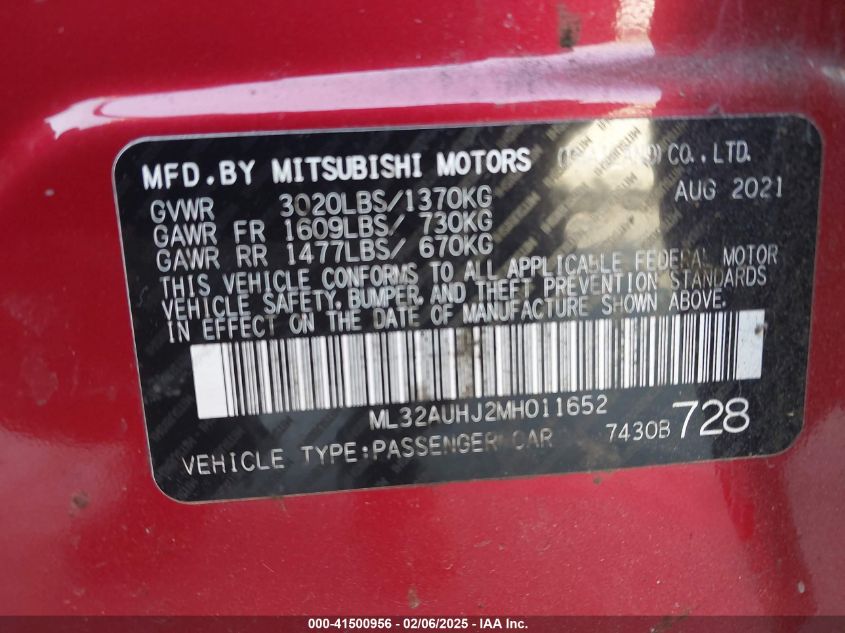 MFD.BY MITSUBISHI MOTORS (THAILAND) CO., LTD.
AUG 2021
GVWR 3020LBS/1370KG
GAWR FR 1609LBS/ 730KG
GAWR RR 1477LBS/ 670KG
THIS VEHICLE CONFORMS TO ALL APPLICABLE FEDERAL MOTOR
VEHICLE SAFETY, BUMPER, AND THEFT PREVENTION STANDARDS
IN EFFECT ON THE DATE OF MANUFACTURE SHOWN ABOVE.
ML32AUHJ2MH011652
VEHICLE TYPE:PASSENGER CAR 7430B 728
000-41500956 - 02/06/2025 - IAA Inc.